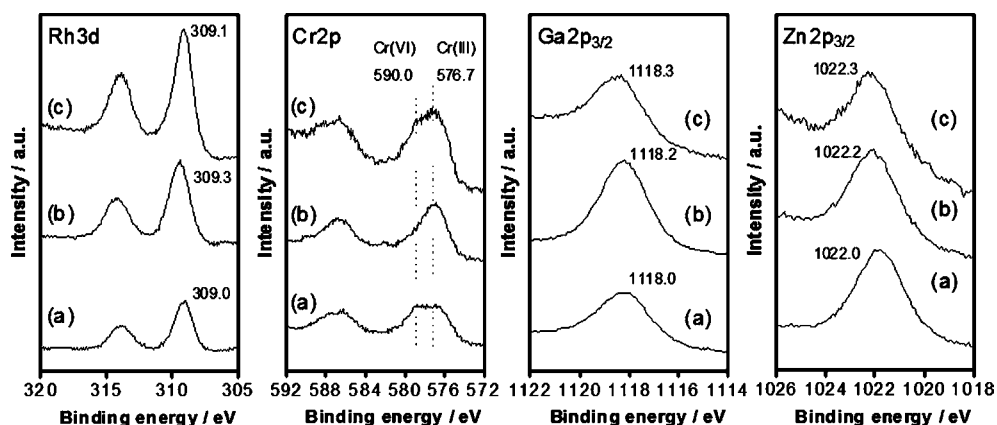 Rh3d
309.1
(c)
309.3
(b)
309.0
(a)
320 315 310 305
Binding energy / eV
Intensity / a.u.
Cr2p
Cr(VI) Cr(III)
590.0 576.7
(c)
(b)
(a)
592 588 584 580 576 572
Binding energy / eV
Intensity / a.u.
Ga2p3/2
1118.3
(c)
1118.2
(b)
1118.0
(a)
1122 1120 1118 1116 1114
Binding energy / eV
Intensity / a.u.
Zn2p3/2
1022.3
(c)
1022.2
(b)
1022.0
(a)
1026 1024 1022 1020 1018
Binding energy / eV
Intensity / a.u.